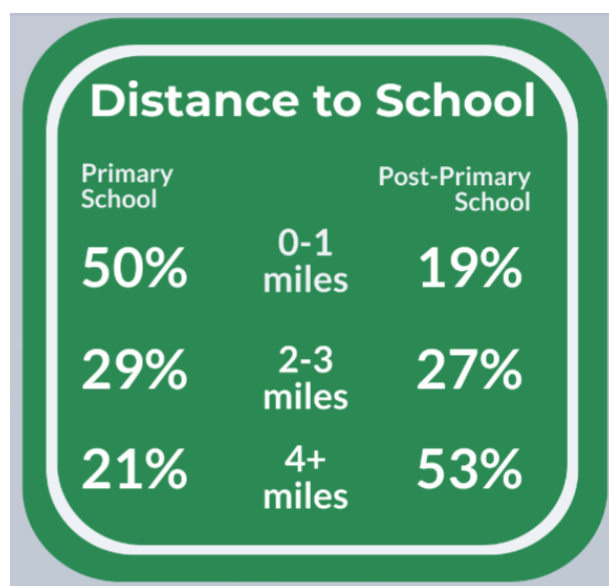 Distance to School
Primary
School
Post-Primary
School
50%
0-1
miles
19%
29%
2-3
miles
27%
21%
4+
miles
53%